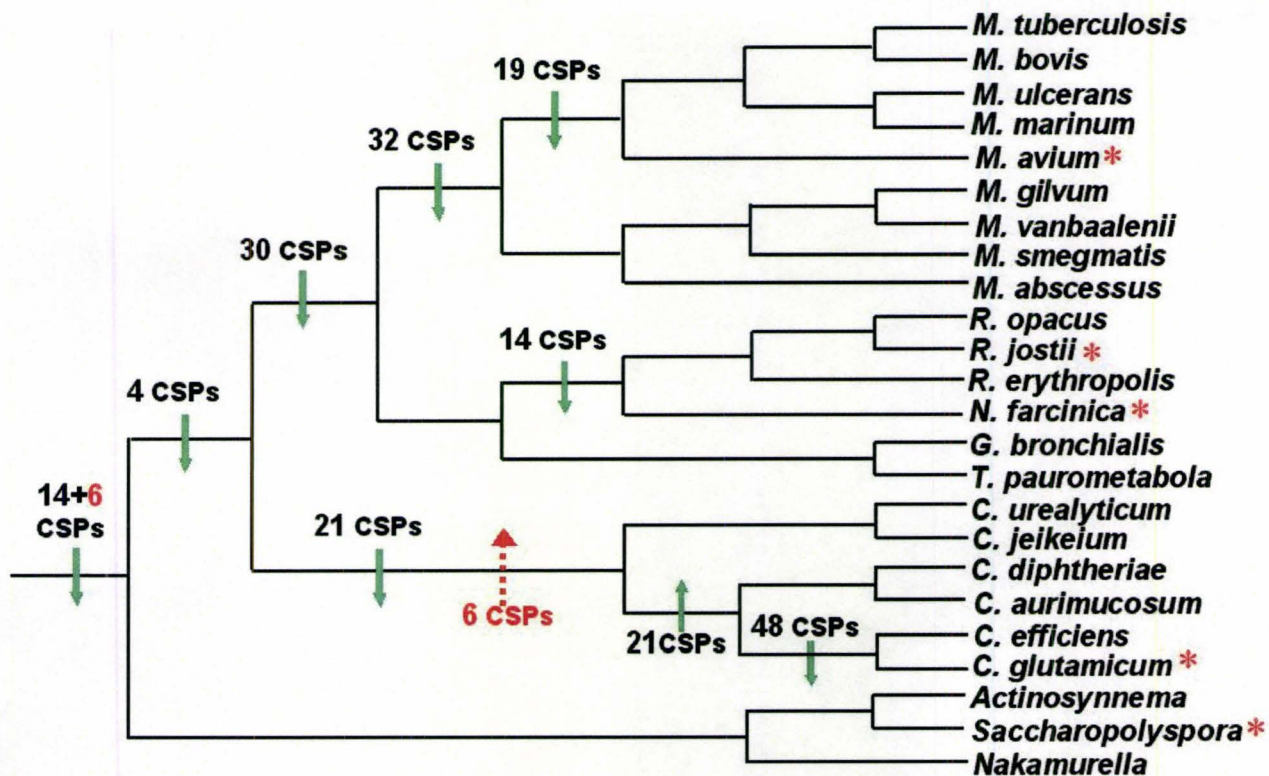 M. tuberculosis
M. bovis
19 CSPs
M. ulcerans
M. marinum
32 CSPs
M. avium*
M. gilvum
M. vanbaalenii
30 CSPs
M. smegmatis
M. abscessus
R. opacus
14 CSPs
R. jostii *
R. erythropolis
4 CSPs
N. farcinica*
G. bronchialis
T. paurometabola
14+6
CSPs
21 CSPs
C. urealyticum
C. jeikeium
C. diphtheriae
C. aurimucosum
6 CSPs
21CSPs
48 CSPs
C. efficiens
C. glutamicum *
Actinosynnema
Saccharopolyspora*
Nakamurella